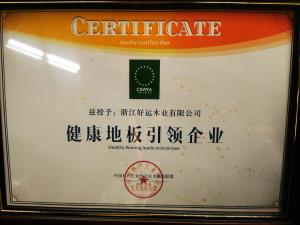 CERTIFICATE
hereby certifies that
CSWFA
兹授予：浙江好运木业有限公司
健康地板引领企业
Healthy flooring leads enterprises